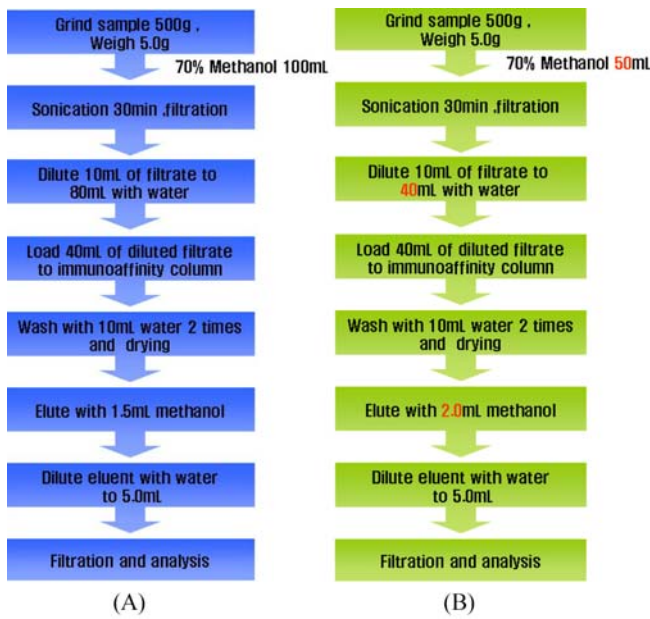 Grind sample 500g ,
Weigh 5.0g
70% Methanol 100mL
Sonication 30min ,filtration
Dilute 10mL of filtrate to
80mL with water
Load 40mL of diluted filtrate
to immunoaffinity column
Wash with 10mL water 2 times
and drying
Elute with 1.5mL methanol
Dilute eluent with water
to 5.0mL
Filtration and analysis
(A)
Grind sample 500g ,
Weigh 5.0g
70% Methanol 50mL
Sonication 30min ,filtration
Dilute 10mL of filtrate to
40mL with water
Load 40mL of diluted filtrate
to immunoaffinity column
Wash with 10mL water 2 times
and drying
Elute with 2.0mL methanol
Dilute eluent with water
to 5.0mL
Filtration and analysis
(B)